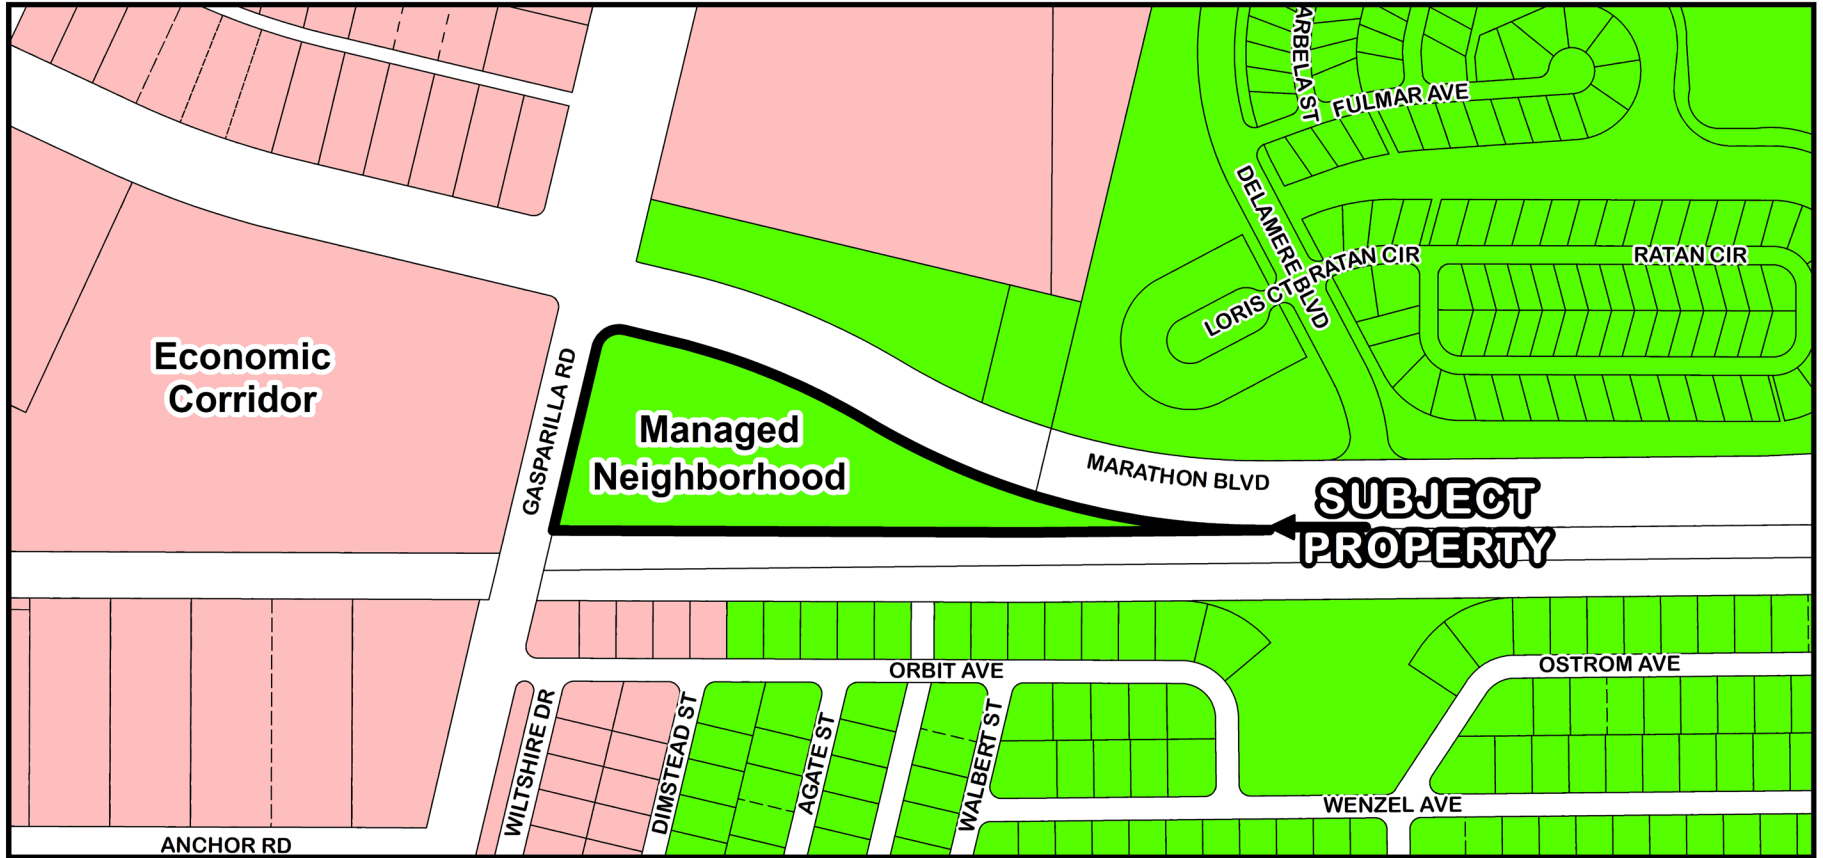 ARBELA ST
FULMAR AVE
DELAMERE BLVD
RATAN CIR
RATAN CIR
LORIS CT
Economic
Corridor
GASPARILLA RD
Managed
Neighborhood
MARATHON BLVD
SUBJECT
PROPERTY
ORBIT AVE
OSTROM AVE
WILTSHIRE DR
DIMSTEAD ST
AGATE ST
WALBERT ST
WENZEL AVE
ANCHOR RD